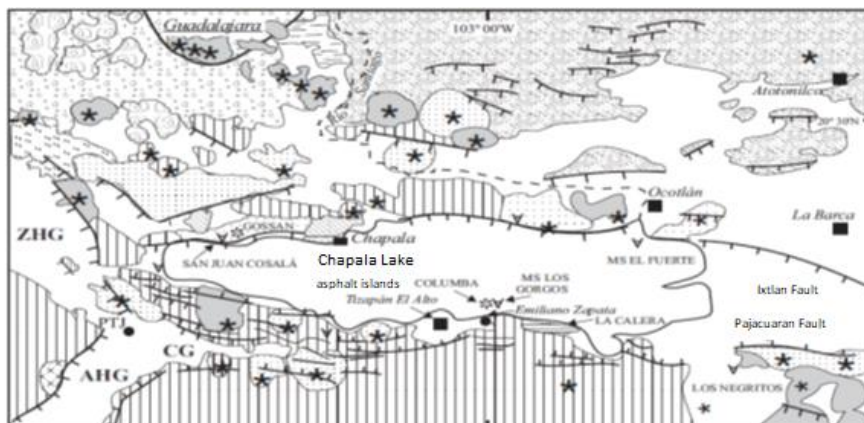 Guadalajara
103° 00'W
Rio Santiago
Atotonilco
20° 30'N
Ocotlán
La Barca
ZHG
GOSSAN
Chapala
SAN JUAN COSALÁ
Chapala Lake
asphalt islands
MS EL FUERTE
COLUMBA
MS LOS
GORGOS
Tizapán El Alto
Emiliano Zapata
LA CALERA
Ixtlan Fault
Pajacuaran Fault
PTJ
CG
AHG
LOS NEGRITOS